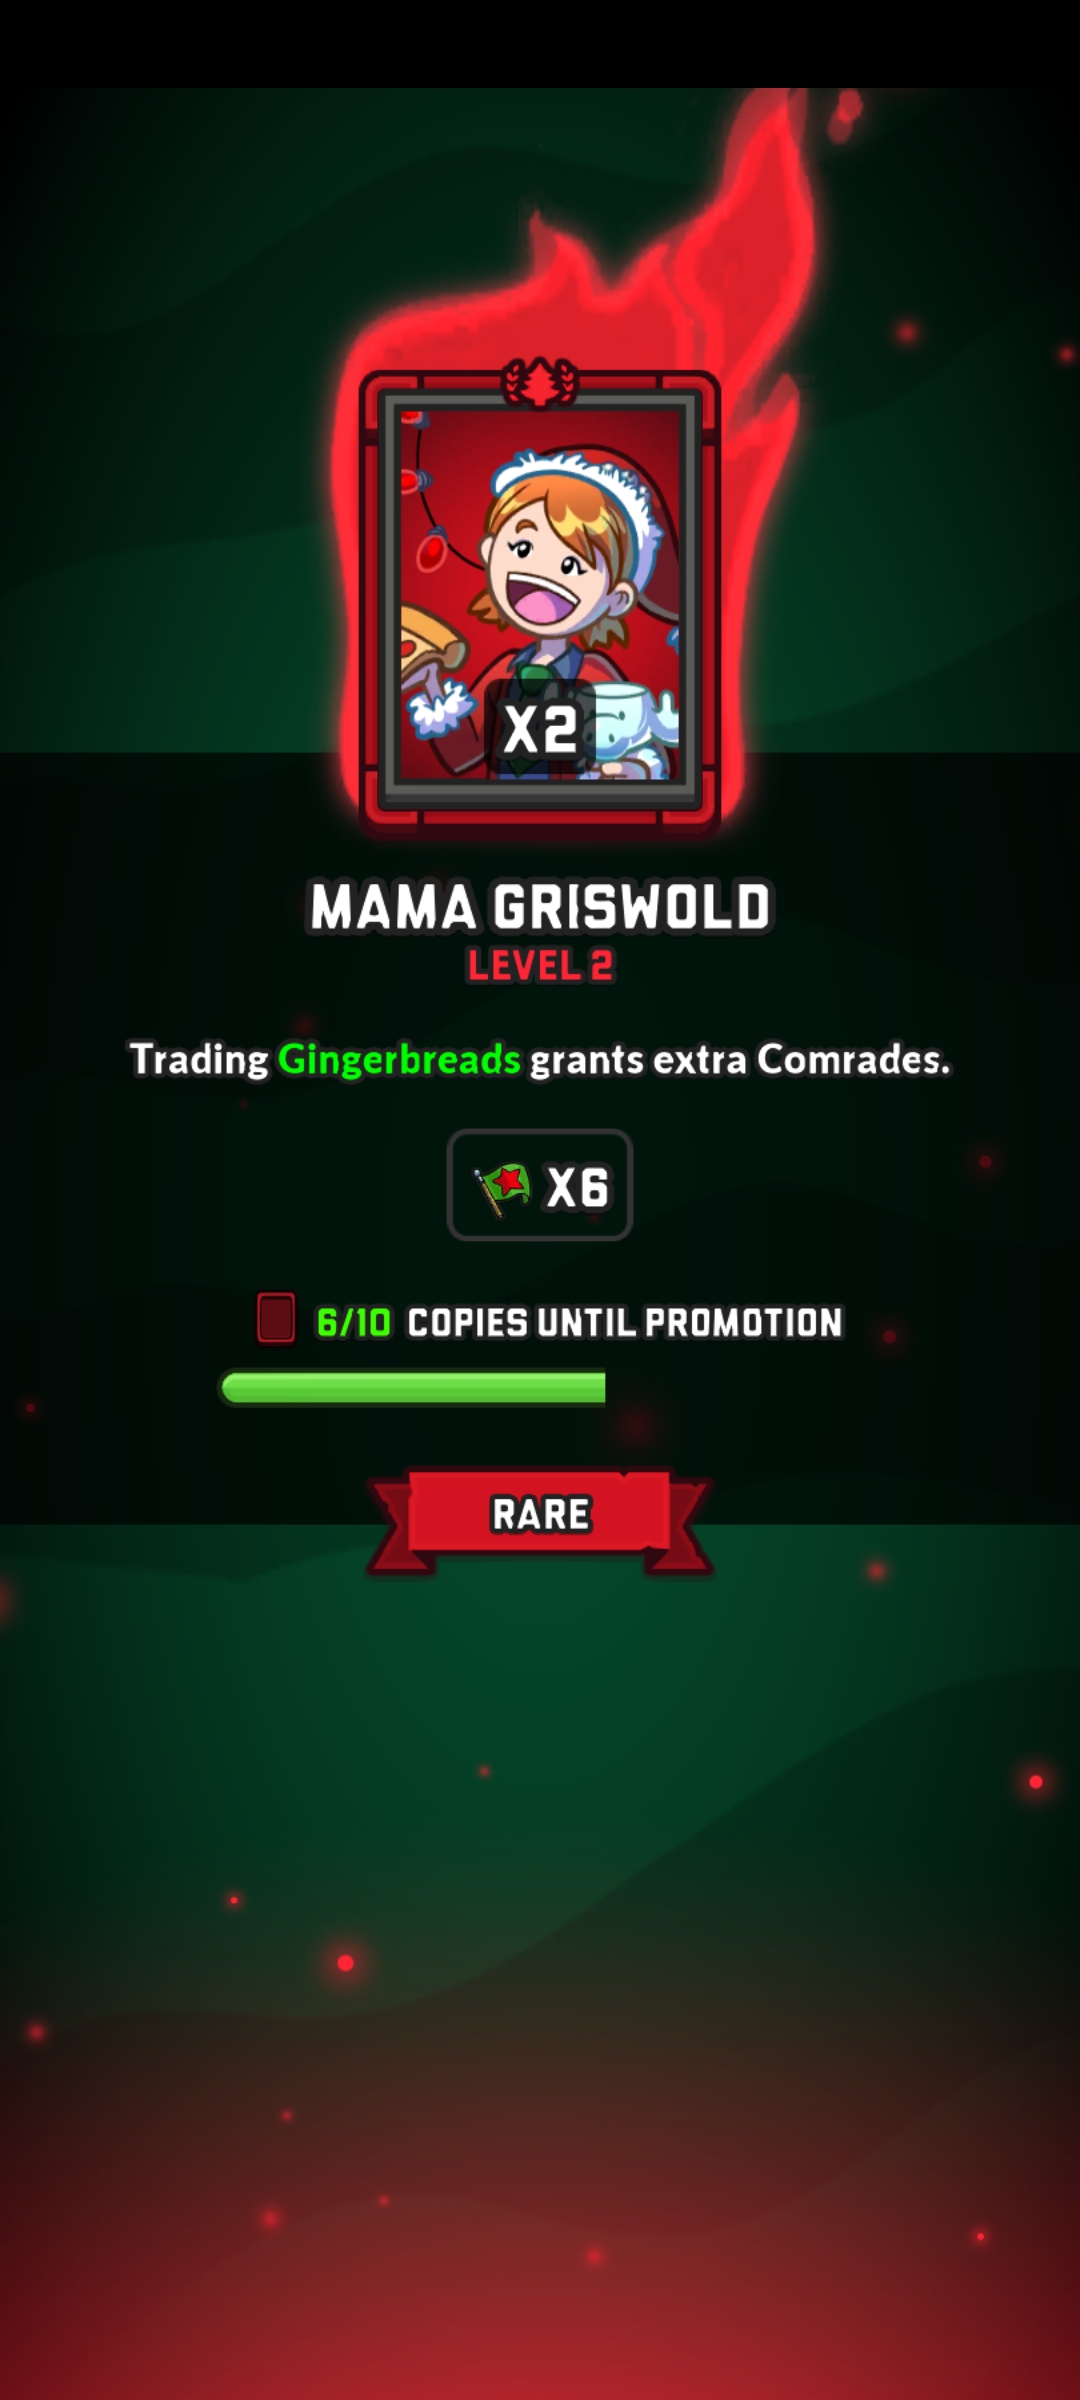 X2
MAMA GRISWOLD
LEVEL 2
Trading Gingerbreads grants extra Comrades.
X6
6/10 COPIES UNTIL PROMOTION
RARE